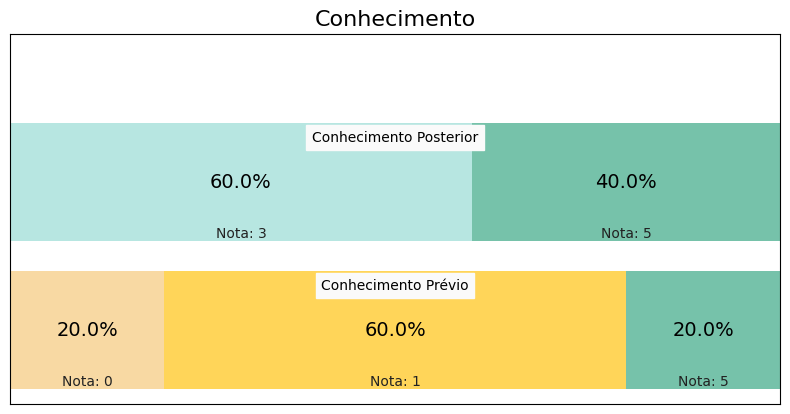 Conhecimento
Conhecimento Posterior
60.0%
40.0%
Nota: 3
Nota: 5
Conhecimento Prévio
20.0%
60.0%
20.0%
Nota: 0
Nota: 1
Nota: 5